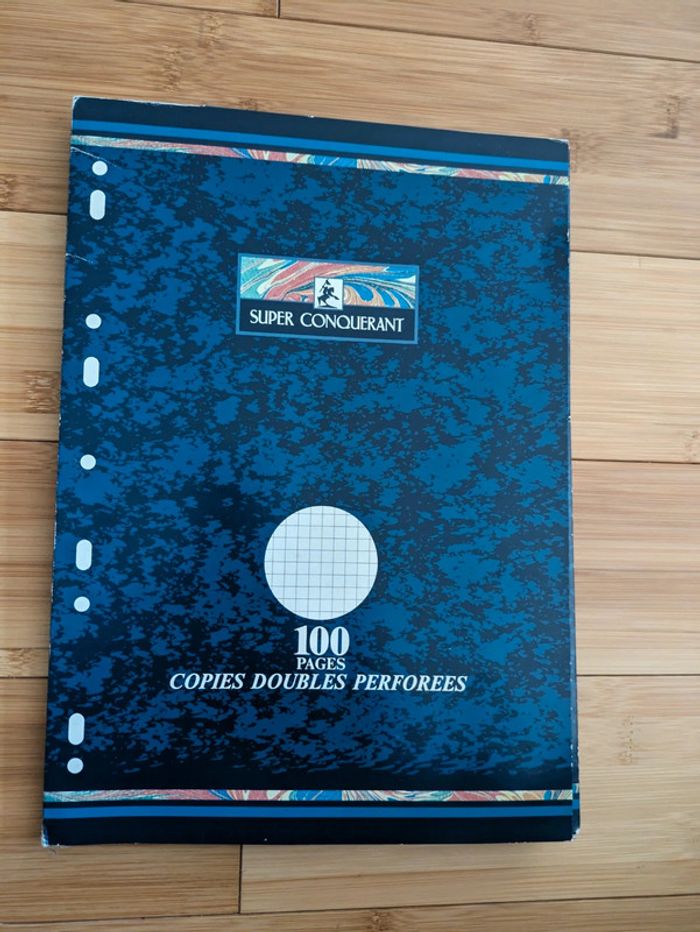 SUPER CONQUERANT
100
PAGES
COPIES DOUBLES PERFOREES